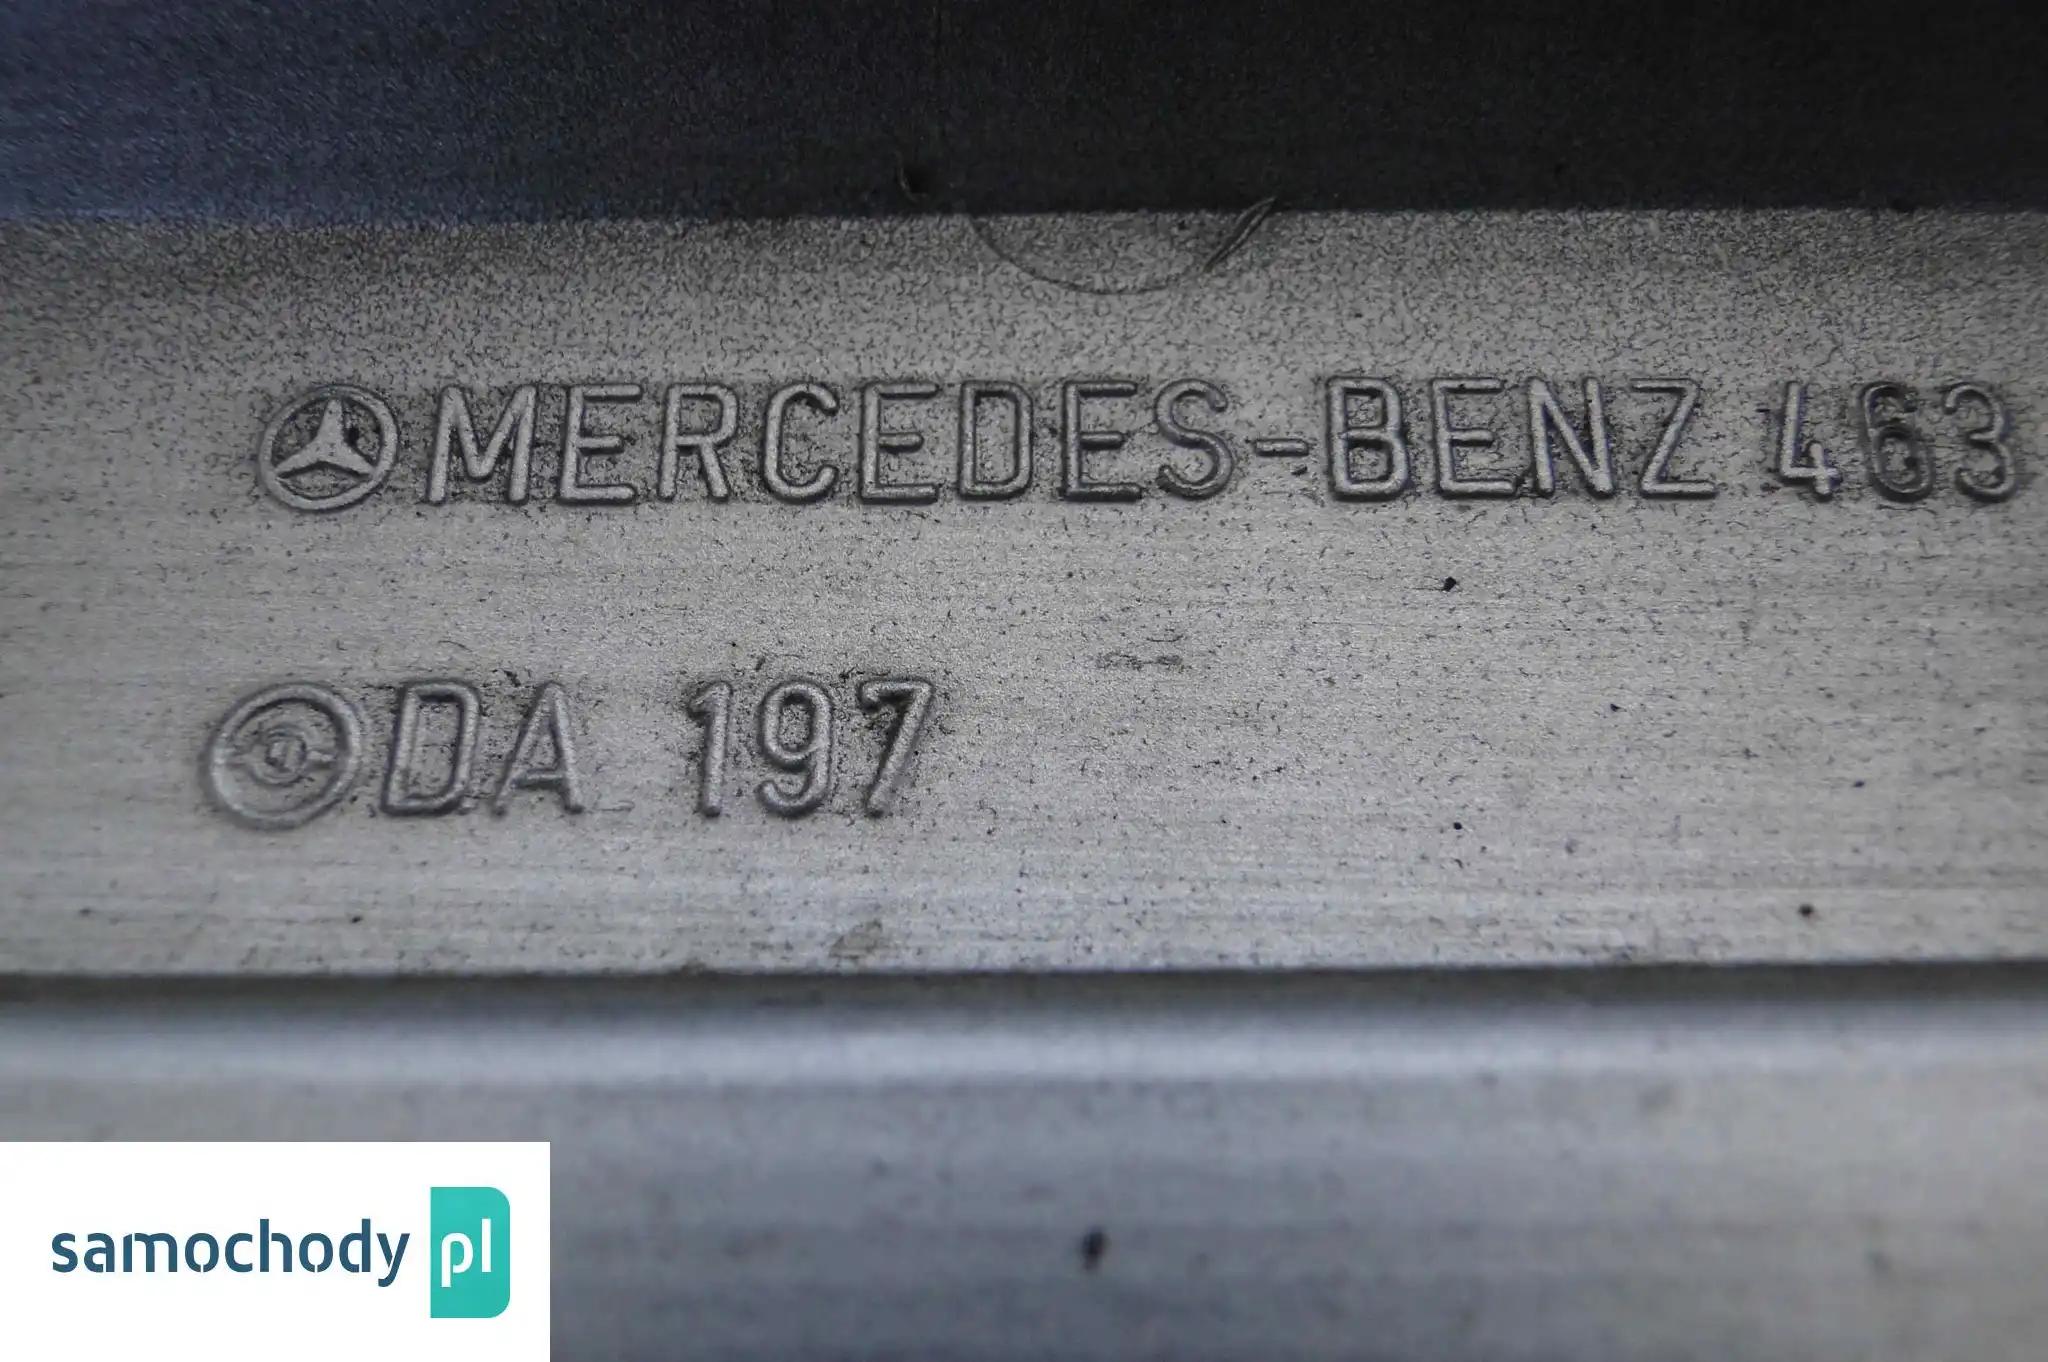 MERCEDES-BENZ 463
DA 197
samochody pl